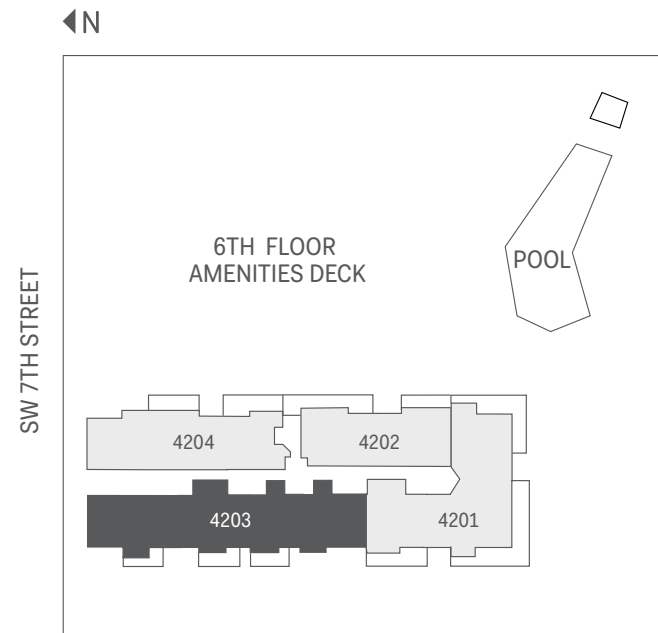 N
6TH FLOOR
AMENITIES DECK
POOL
SW 7TH STREET
4204
4202
4203
4201